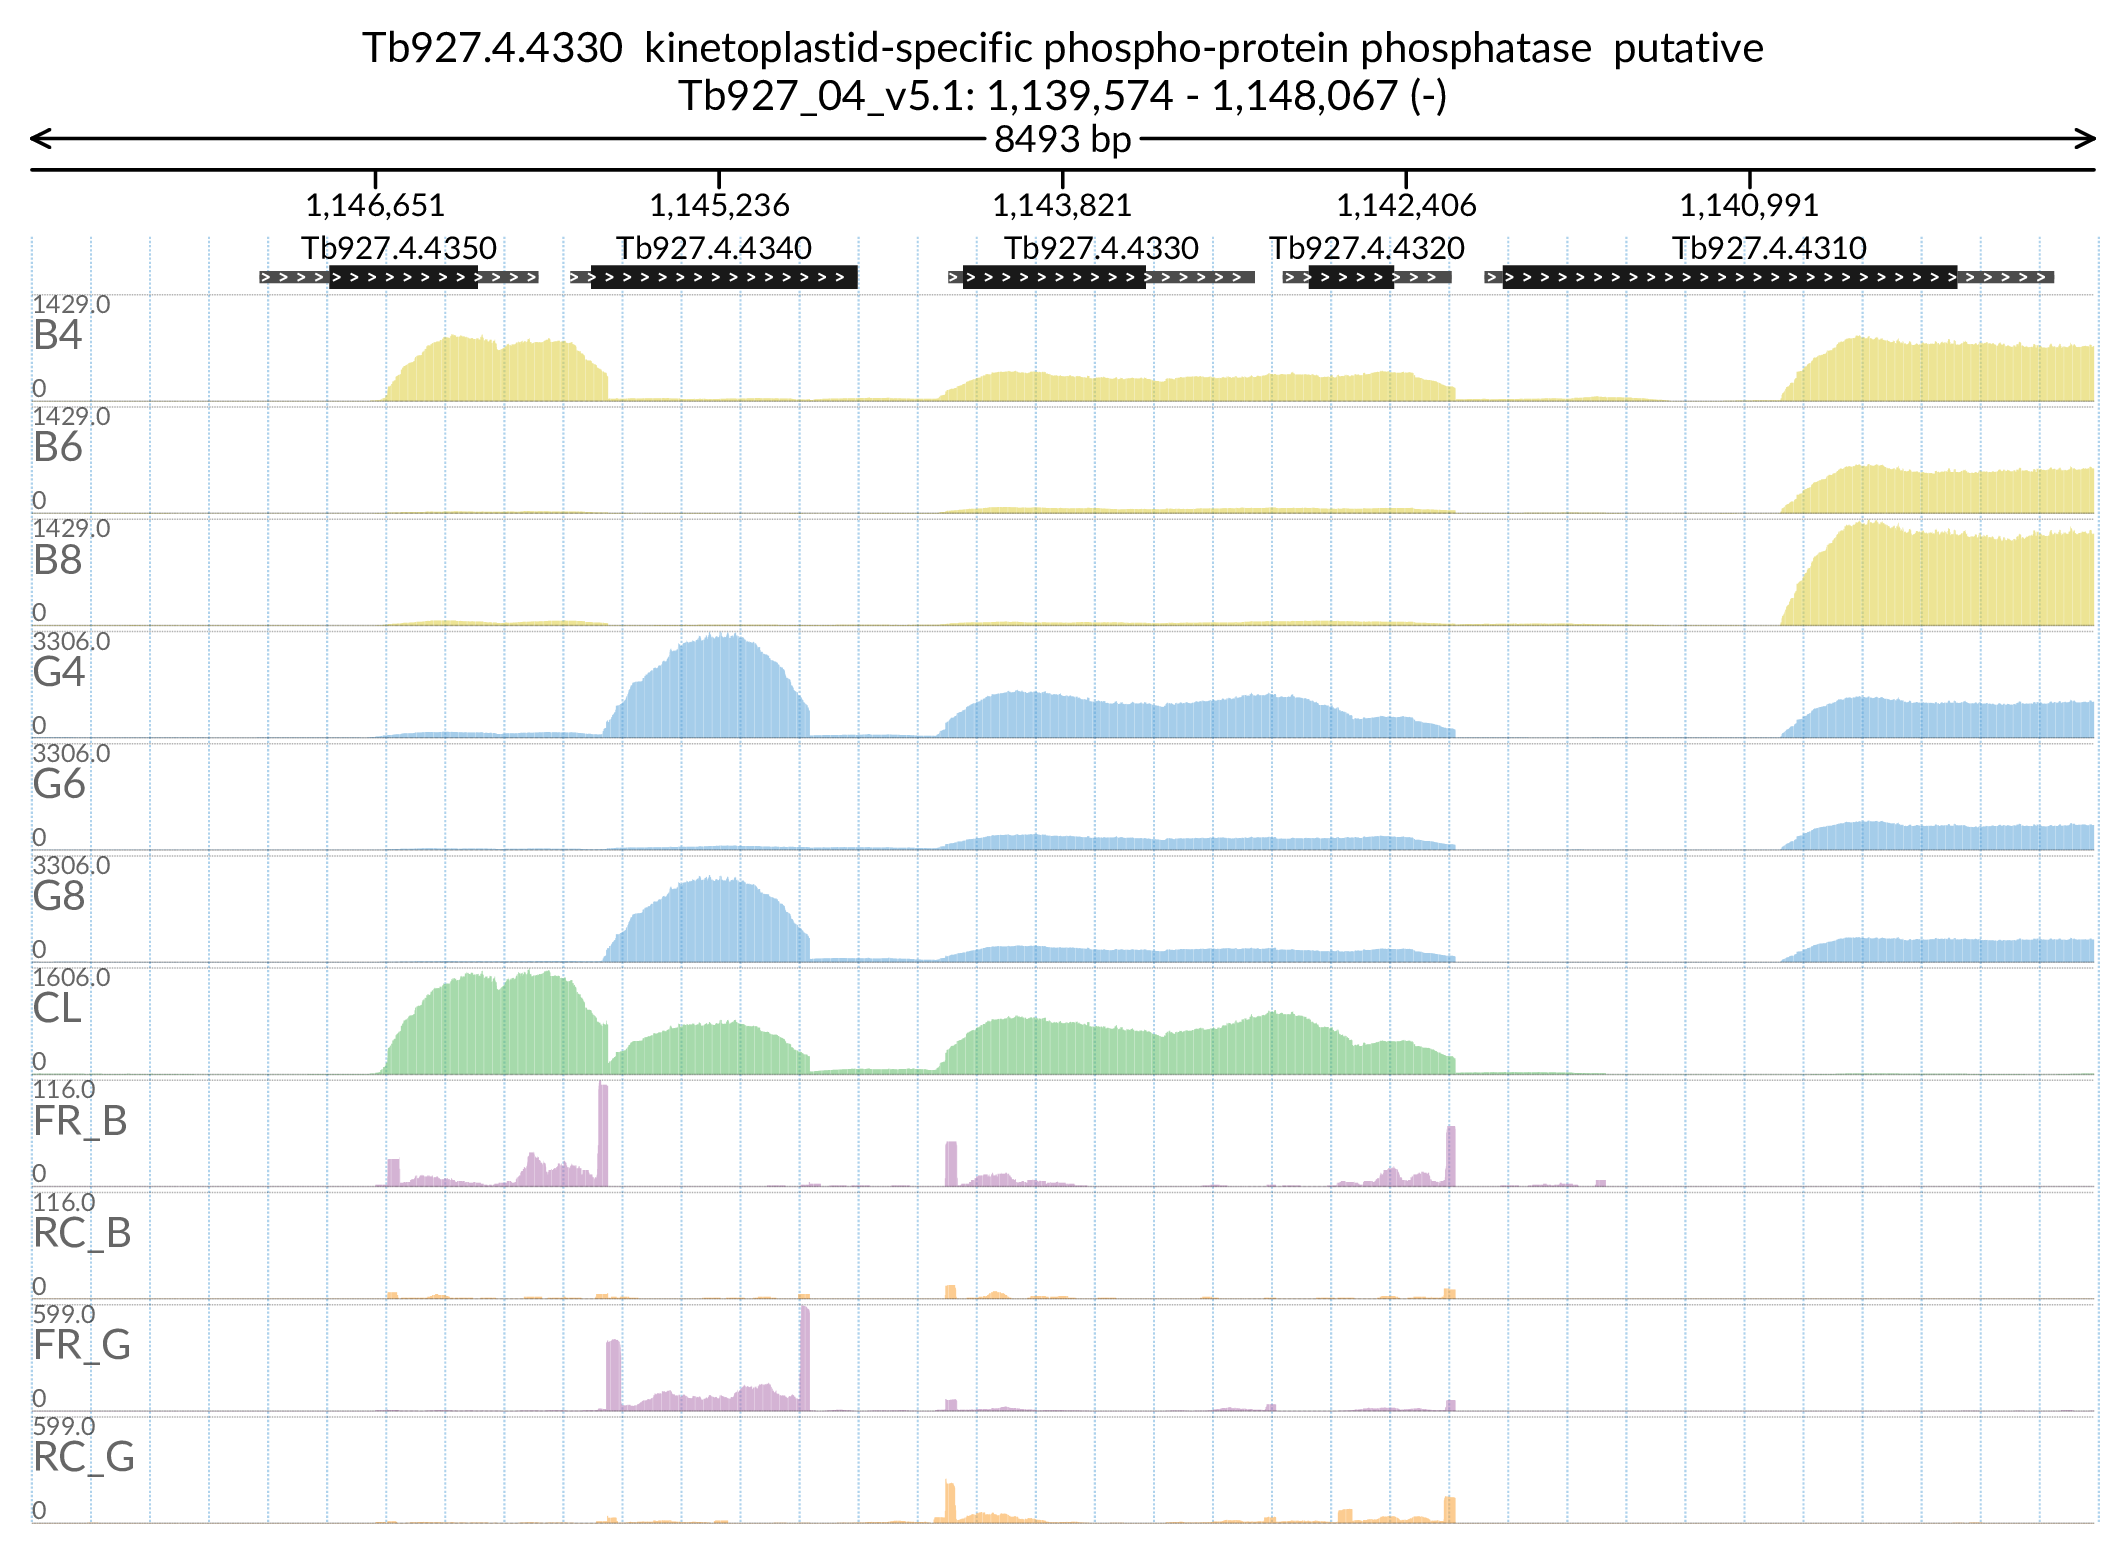 Tb927.4.4330 kinetoplastid-specific phospho-protein phosphatase putative
Tb927_04_v5.1: 1,139,574 - 1,148,067 (-)
8493 bp
1,146,651 1,145,236 1,143,821 1,142,406 1,140,991
Tb927.4.4350 Tb927.4.4340 Tb927.4.4330 Tb927.4.4320 Tb927.4.4310
1429.0
B4
0
1429.0
B6
0
1429.0
B8
0
3306.0
G4
0
3306.0
G6
0
3306.0
G8
0
1606.0
CL
0
116.0
FR_B
0
116.0
RC_B
0
599.0
FR_G
0
599.0
RC_G
0